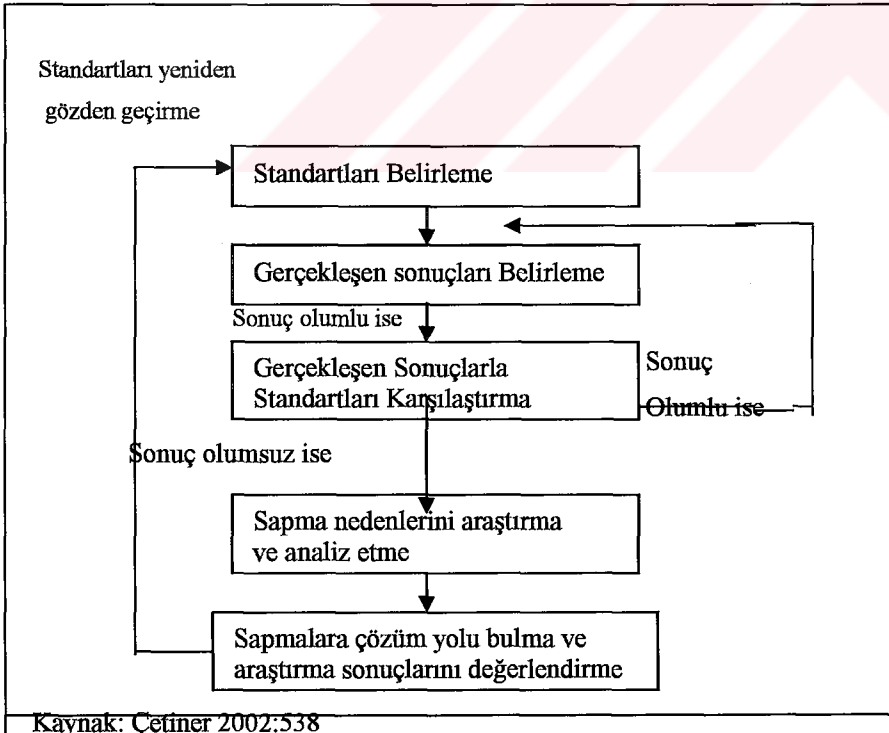 Standartları yeniden
gözden geçirme
Standartları Belirleme
Gerçekleşen sonuçları Belirleme
Sonuç olumlu ise
Gerçekleşen Sonuçlarla
Standartları Karşılaştırma
Sonuç
Olumlu ise
Sonuç olumsuz ise
Sapma nedenlerini araştırma
ve analiz etme
Sapmalara çözüm yolu bulma ve
araştırma sonuçlarını değerlendirme
Kaynak: Çetiner 2002:538